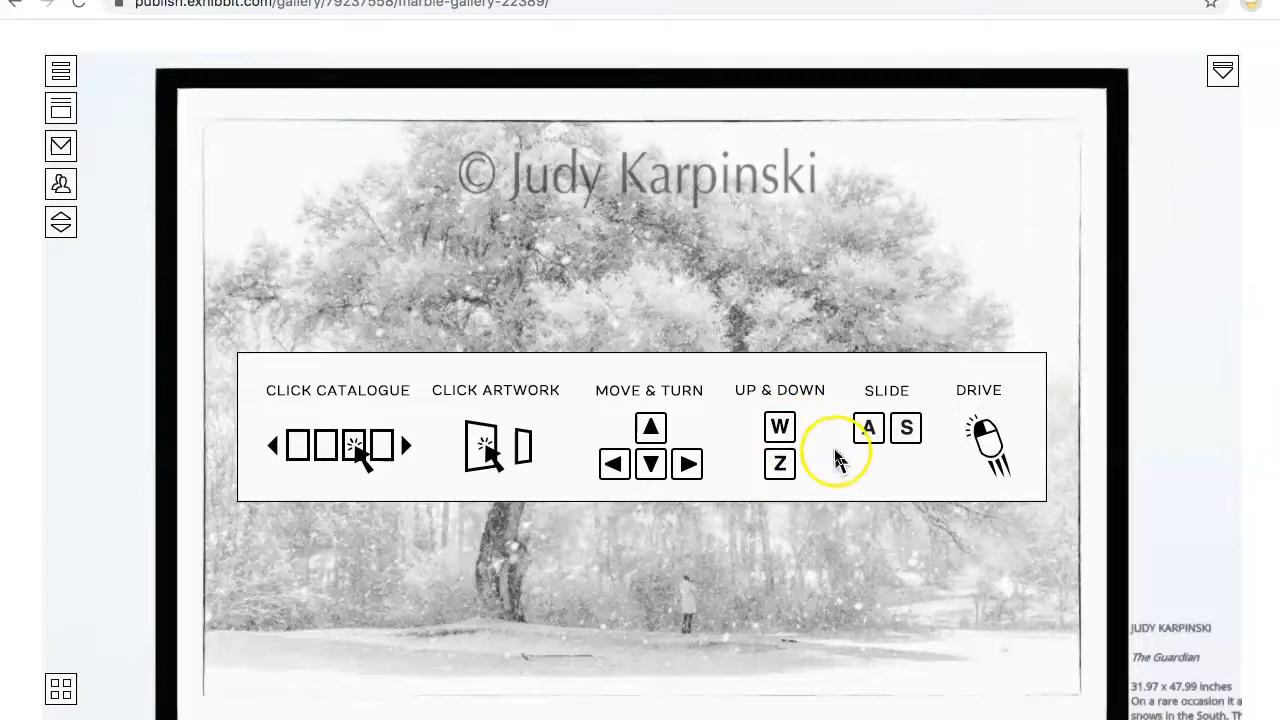 publish.exhibbit.com/gallery/79237558/marble-gallery-22389/
© Judy Karpinski
CLICK CATALOGUE CLICK ARTWORK MOVE & TURN UP & DOWN SLIDE DRIVE
W A S
Z
JUDY KARPINSKI
The Guardian
31.97 x 47.99 inches
On a rare occasion it a
snows in the South. Th